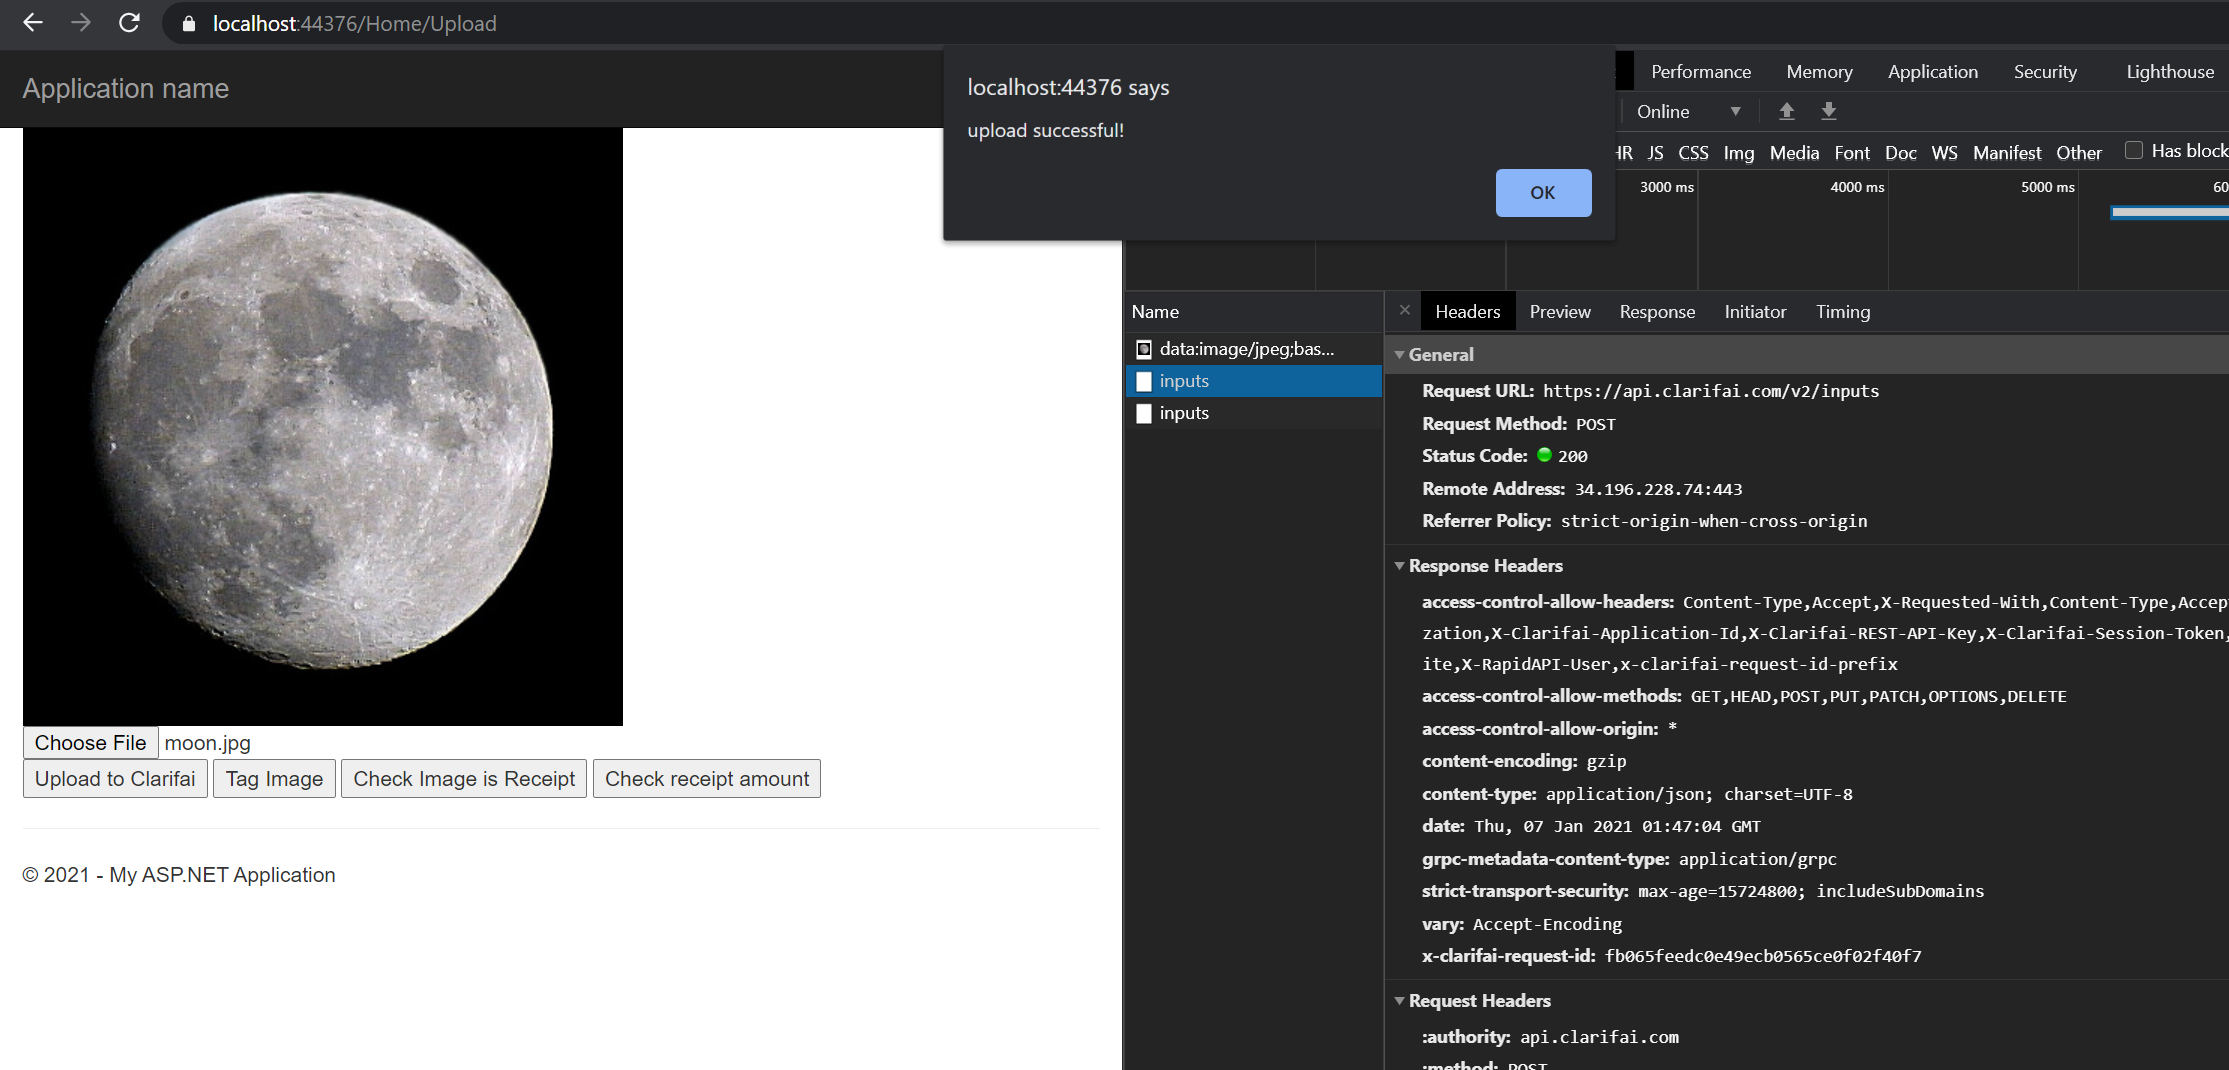 localhost:44376/Home/Upload
Application name
localhost:44376 says
upload successful!
OK
Performance Memory Application Security Lighthouse
Online
JS CSS Img Media Font Doc WS Manifest Other Has block
3000 ms 4000 ms 5000 ms 60
Name
data:image/jpeg;bas...
inputs
inputs
Headers Preview Response Initiator Timing
General
Request URL: https://api.clarifai.com/v2/inputs
Request Method: POST
Status Code: 200
Remote Address: 34.196.228.74:443
Referrer Policy: strict-origin-when-cross-origin
Response Headers
access-control-allow-headers: Content-Type,Accept,X-Requested-With,Content-Type,Accep
zation,X-Clarifai-Application-Id,X-Clarifai-REST-API-Key,X-Clarifai-Session-Token,
ite,X-RapidAPI-User,x-clarifai-request-id-prefix
access-control-allow-methods: GET,HEAD,POST,PUT,PATCH,OPTIONS,DELETE
access-control-allow-origin: *
content-encoding: gzip
content-type: application/json; charset=UTF-8
date: Thu, 07 Jan 2021 01:47:04 GMT
grpc-metadata-content-type: application/grpc
strict-transport-security: max-age=15724800; includeSubDomains
vary: Accept-Encoding
x-clarifai-request-id: fb065feedc0e49ecb0565ce0f02f40f7
Request Headers
:authority: api.clarifai.com
:method: POST
Choose File moon.jpg
Upload to Clarifai Tag Image Check Image is Receipt Check receipt amount
© 2021 - My ASP.NET Application